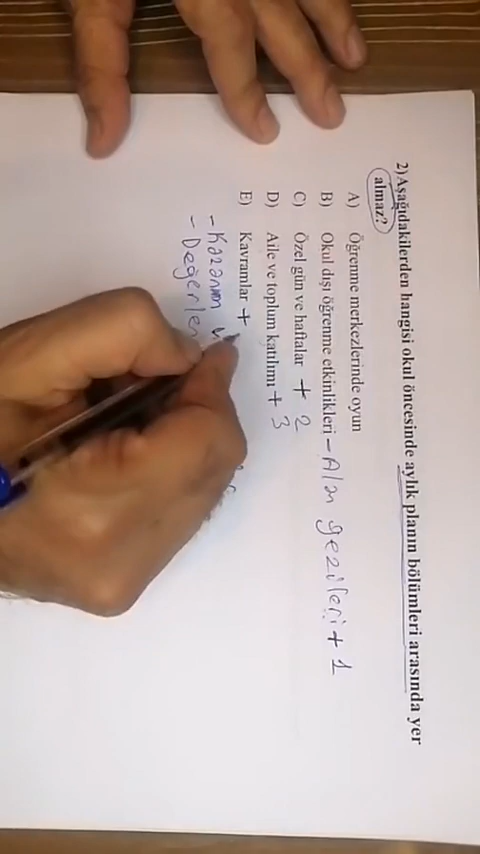 2) Aşağıdakilerden hangisi okul öncesinde aylık planın bölümleri arasında yer
almaz?
A) Öğrenme merkezlerinde oyun
B) Okul dışı öğrenme etkinlikleri - Alan gezileri + 1
C) Özel gün ve haftalar + 2
D) Aile ve toplum katılımı + 3
E) Kavramlar +
- Kazanım